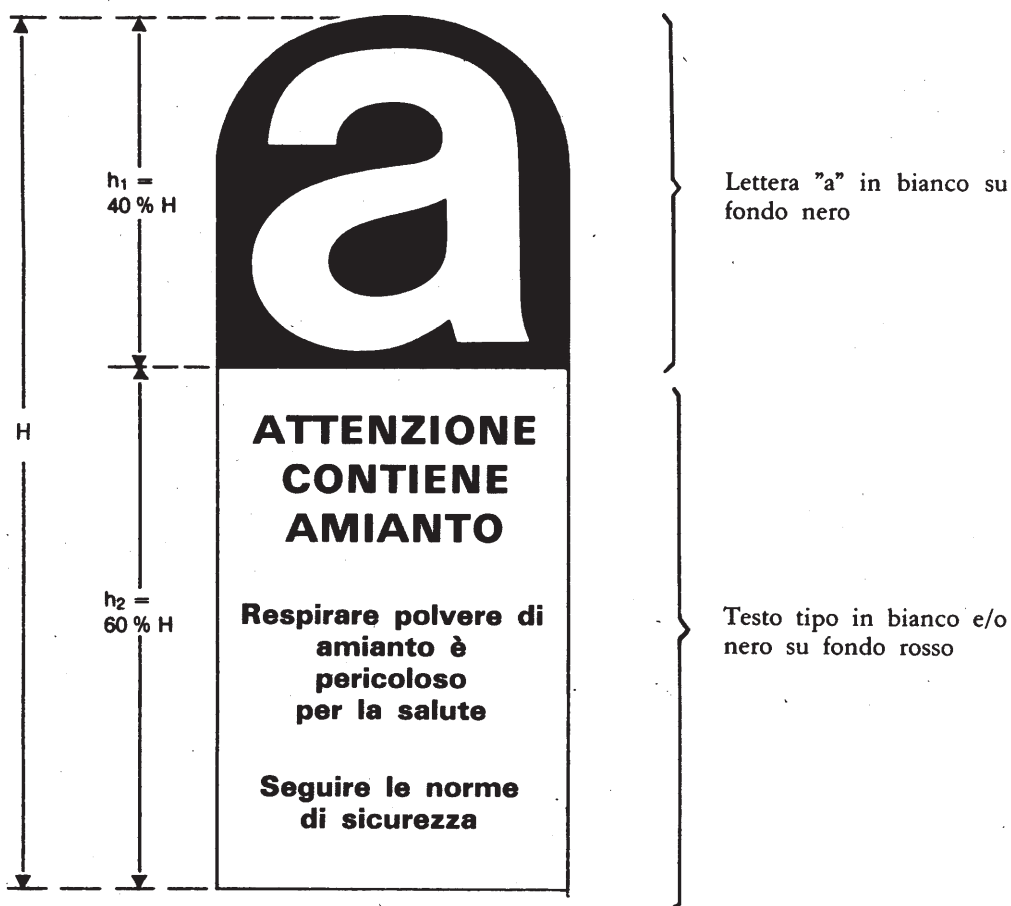 a
h₁ =
40 % H
Lettera ”a” in bianco su
fondo nero
H
ATTENZIONE
CONTIENE
AMIANTO
h₂ =
60 % H
Respirare polvere di
amianto è
pericoloso
per la salute
Testo tipo in bianco e/o
nero su fondo rosso
Seguire le norme
di sicurezza